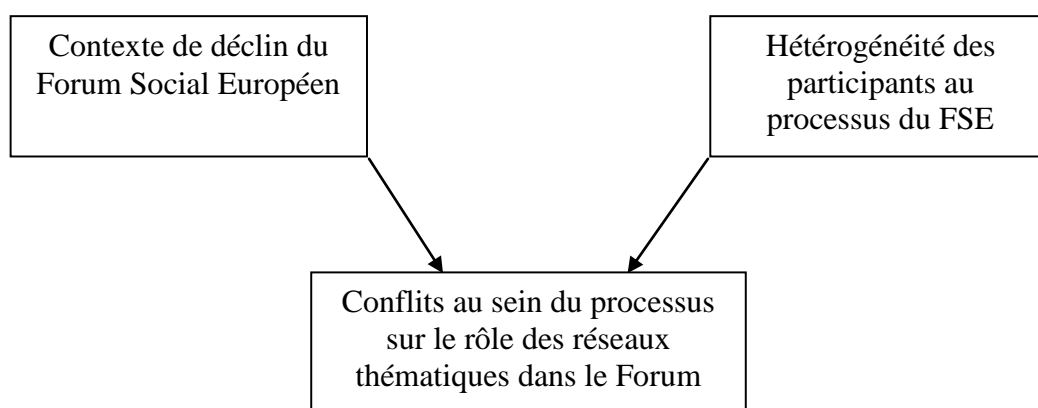 Contexte de déclin du
Forum Social Européen
Hétérogénéité des
participants au
processus du FSE
Conflits au sein du processus
sur le rôle des réseaux
thématiques dans le Forum